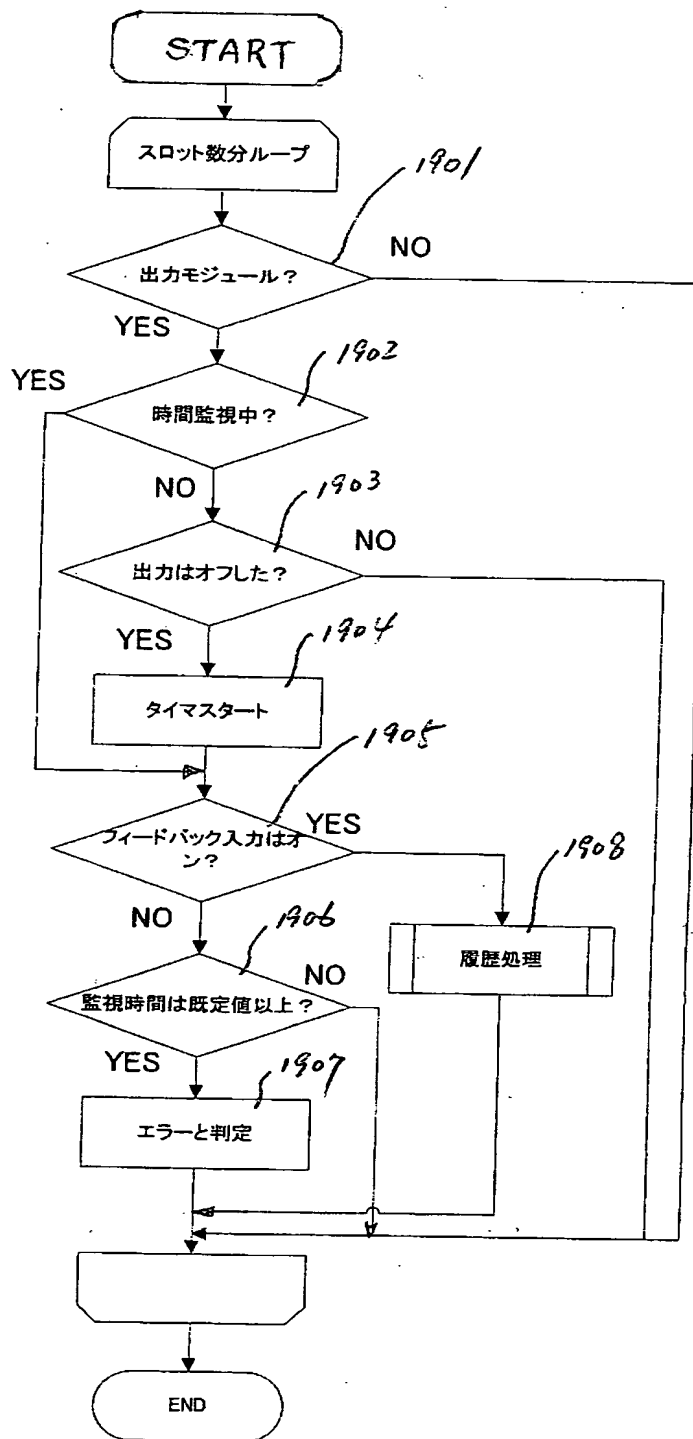 START
スロット数分ループ
1901
出力モジュール？
NO
YES
1902
YES
時間監視中？
NO
1903
出力はオフした？
NO
YES
1904
タイマスタート
1905
フィードバック入力はオ
ン？
YES
NO
1908
履歴処理
1906
監視時間は既定値以上？
NO
YES
1907
エラーと判定
END